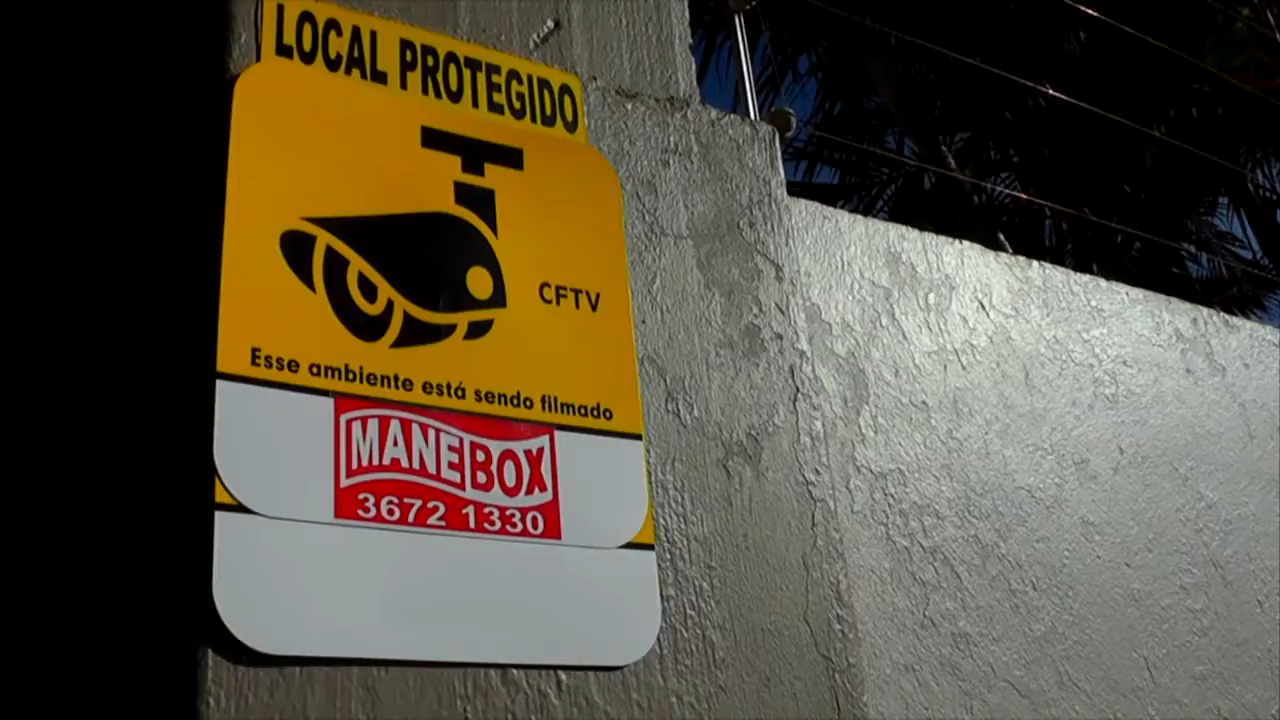 LOCAL PROTEGIDO
CFTV
Esse ambiente está sendo filmado
MANEBOX
3672 1330